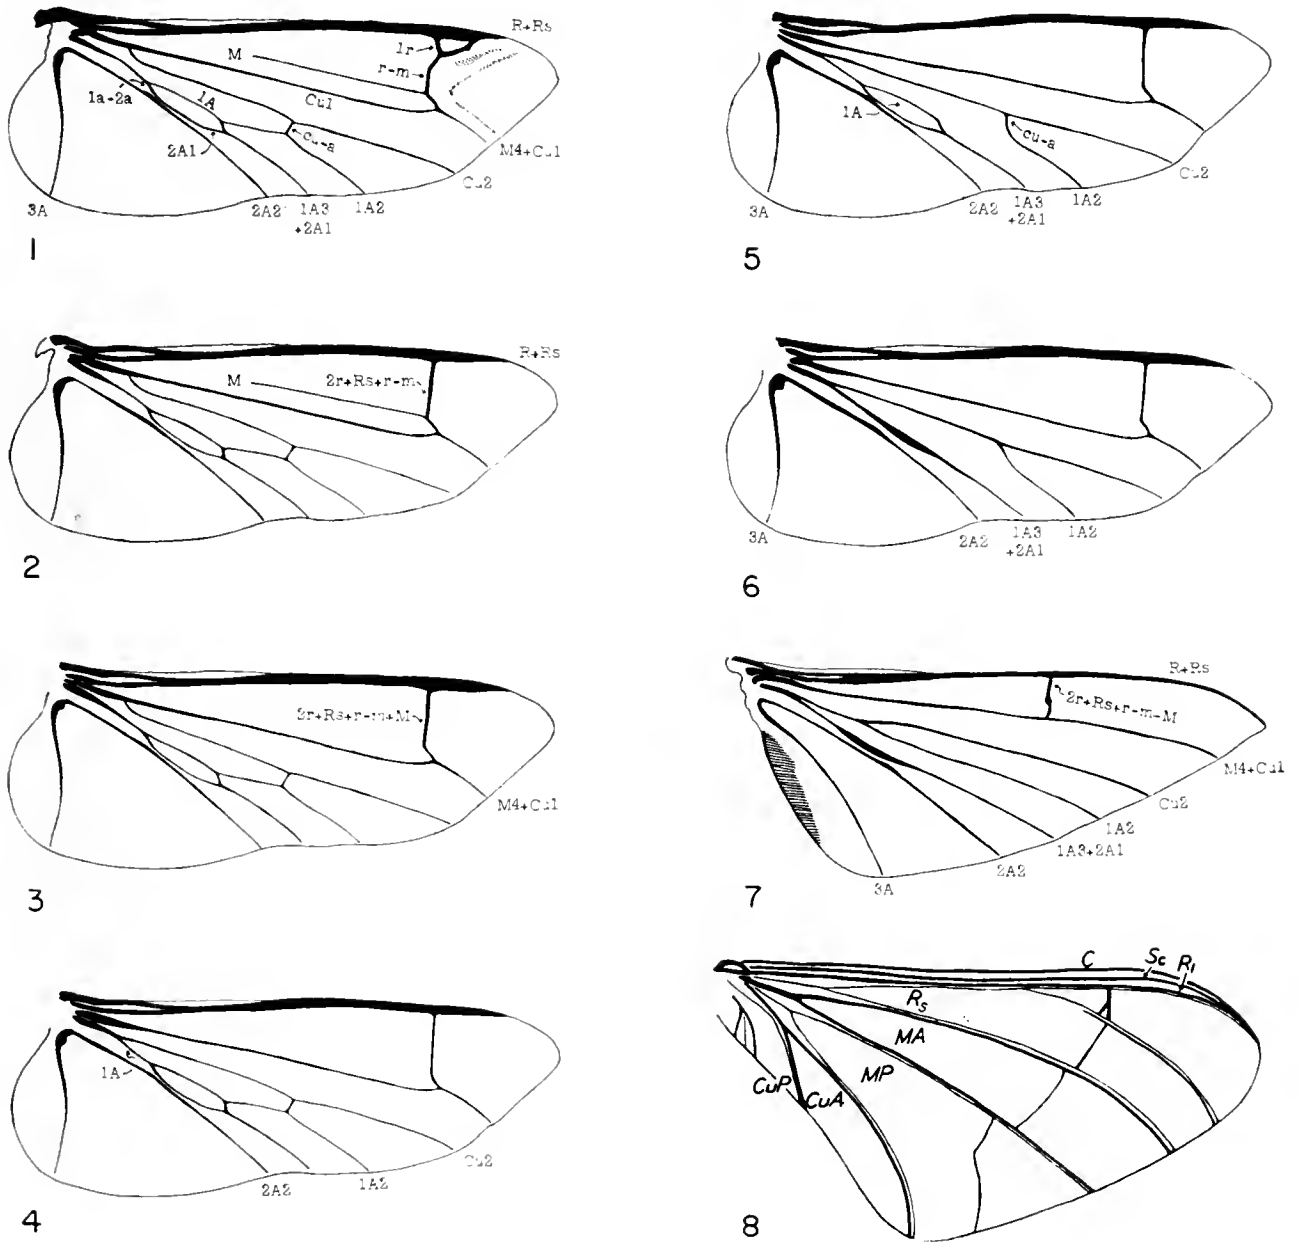 R+Rs
1r
M
r-m
1a-2a
1A
Cu1
cu-a
2A1
M4+Cu1
Cu2
3A
2A2
1A3
+2A1
1A2
1
R+Rs
M
2r+Rs+r-m
2
2r+Rs+r-m+M
M4+Cu1
3
1A
Cu2
2A2
1A2
4
1A
cu-a
Cu2
3A
2A2
1A3
+2A1
1A2
5
3A
2A2
1A3
+2A1
1A2
6
R+Rs
2r+Rs+r-m-M
M4+Cu1
Cu2
1A2
1A3+2A1
2A2
3A
7
C
Sc
R1
Rs
MA
MP
CuP
CuA
8